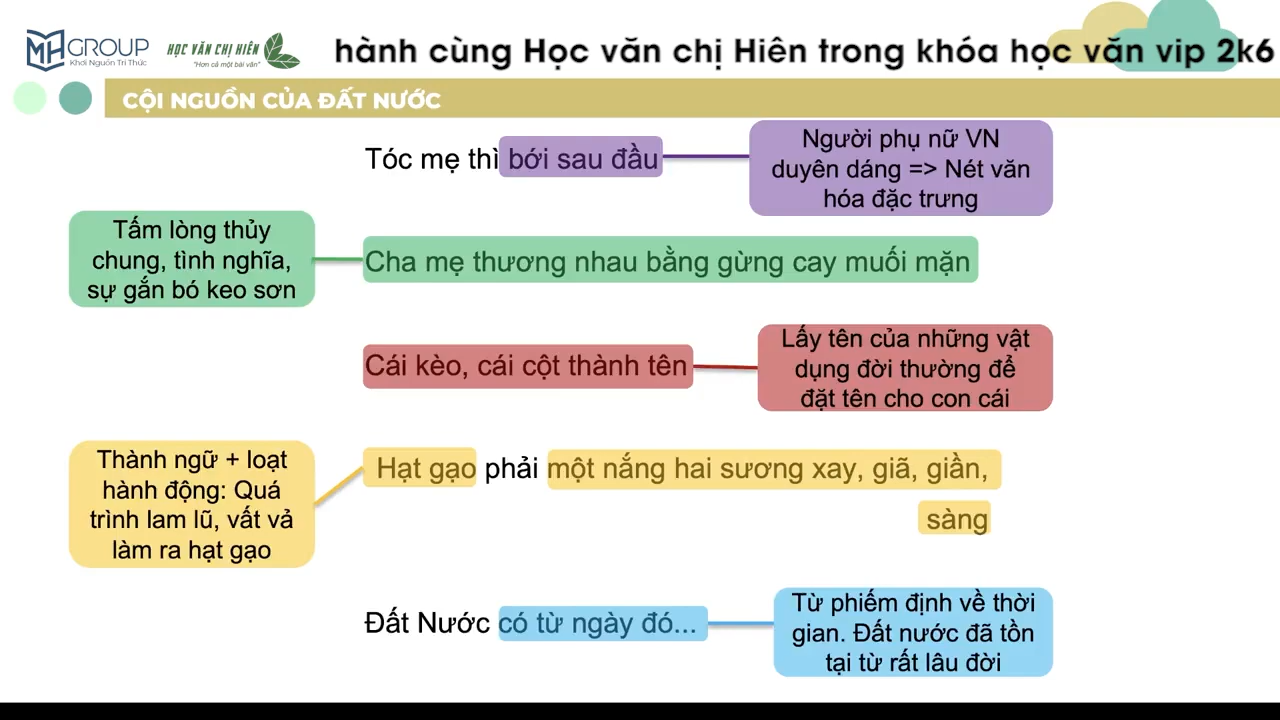 MH GROUP
Khơi Nguồn Tri Thức
HỌC VĂN CHỊ HIÊN
"Hơn cả một bài văn"
hành cùng Học văn chị Hiên trong khóa học văn vip 2k6
CỘI NGUỒN CỦA ĐẤT NƯỚC
Tóc mẹ thì bới sau đầu
Người phụ nữ VN
duyên dáng => Nét văn
hóa đặc trưng
Tấm lòng thủy
chung, tình nghĩa,
sự gắn bó keo sơn
Cha mẹ thương nhau bằng gừng cay muối mặn
Cái kèo, cái cột thành tên
Lấy tên của những vật
dụng đời thường để
đặt tên cho con cái
Thành ngữ + loạt
hành động: Quá
trình lam lũ, vất vả
làm ra hạt gạo
Hạt gạo phải một nắng hai sương xay, giã, giần,
sàng
Đất Nước có từ ngày đó...
Từ phiếm định về thời
gian. Đất nước đã tồn
tại từ rất lâu đời